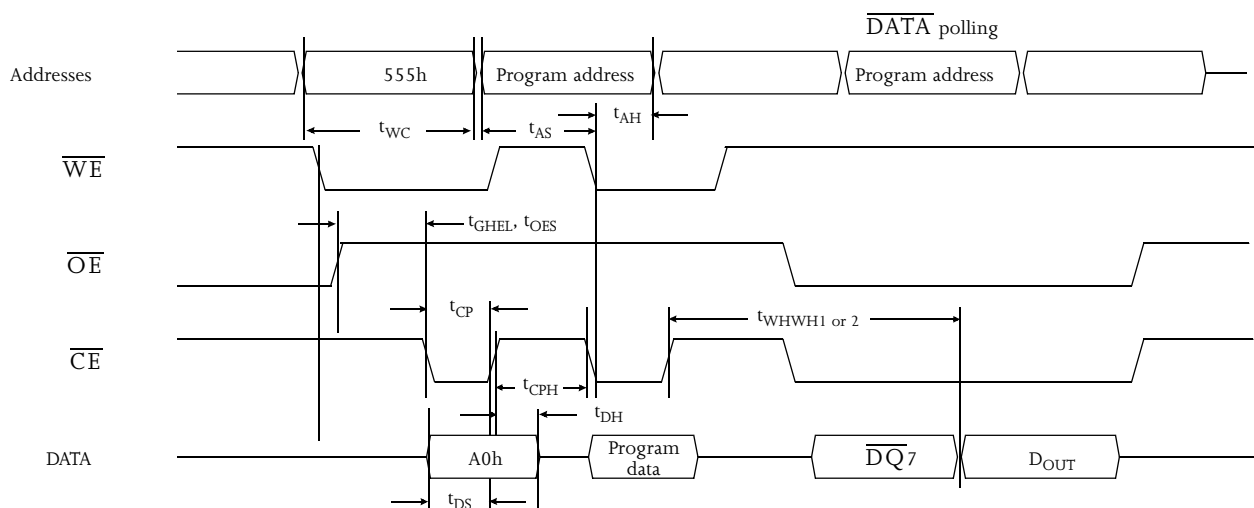 DATA polling
Addresses
555h
Program address
Program address
tWC
tAS
tAH
WE
tGHEL, tOES
OE
tCP
tWHWH1 or 2
CE
tCPH
tDH
DATA
A0h
Program
data
DQ7
DOUT
tDS